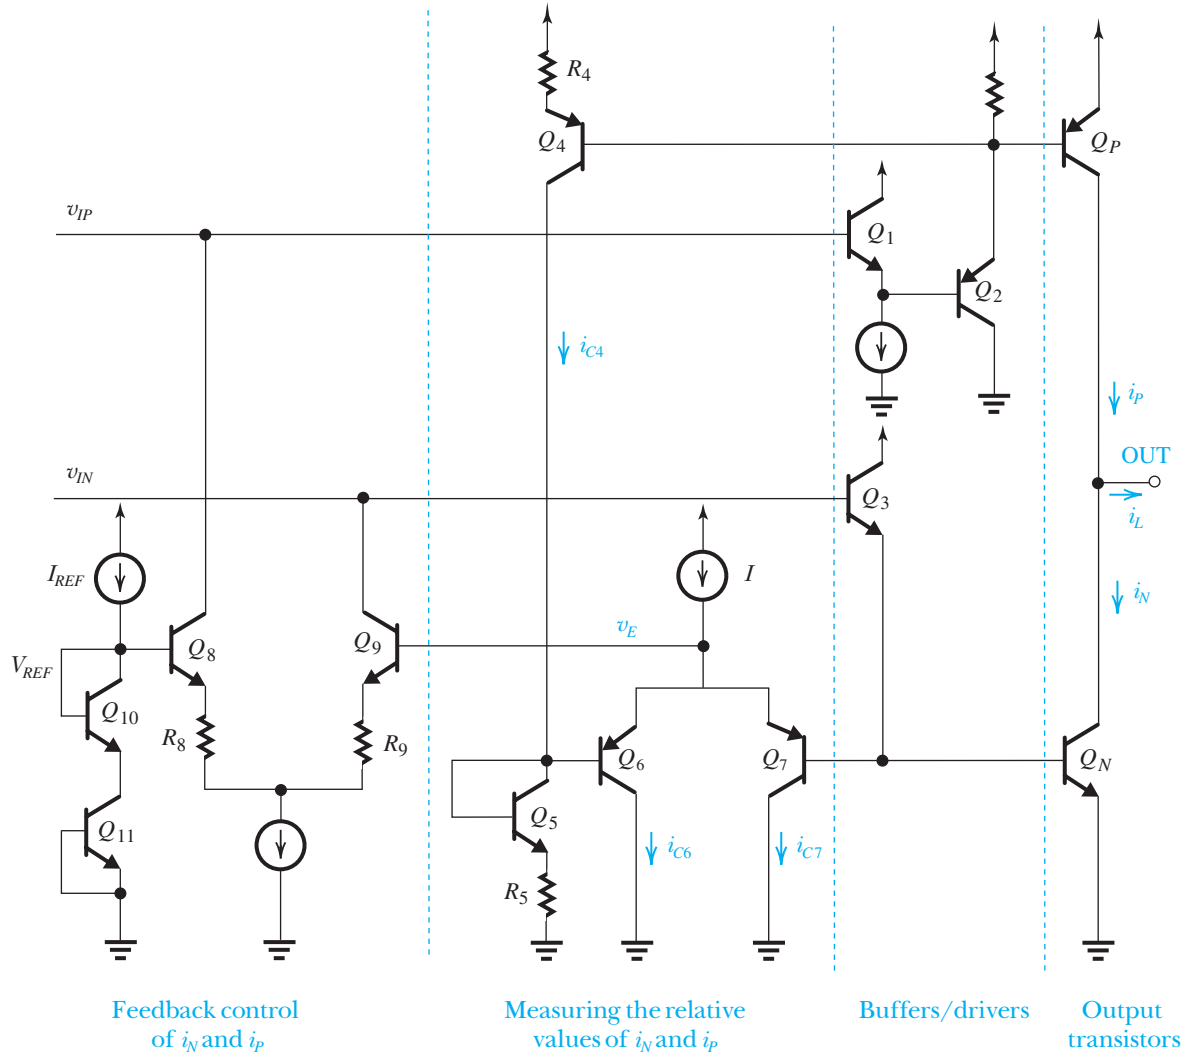 R4
Q4
QP
vIP
Q1
Q2
iC4
iP
vIN
OUT
Q3
iL
IREF
I
iN
vE
Q8
Q9
VREF
Q10
R8
R9
Q6
Q7
QN
Q11
Q5
iC6
iC7
R5
Feedback control
of iN and iP
Measuring the relative
values of iN and iP
Buffers/drivers
Output
transistors